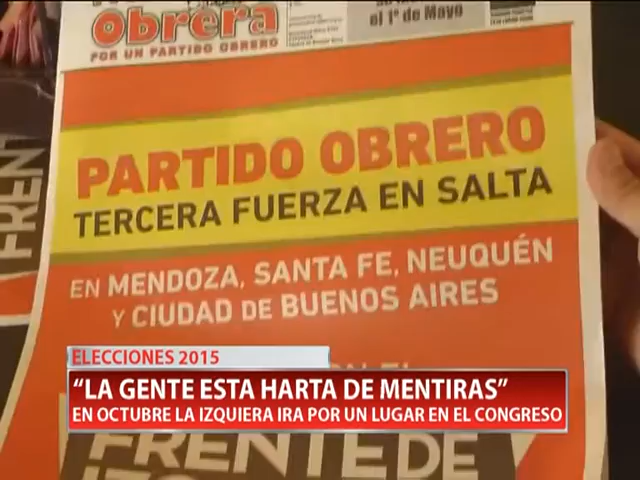 obrera
POR UN PARTIDO OBRERO
el 1° de Mayo
PARTIDO OBRERO
TERCERA FUERZA EN SALTA
EN MENDOZA, SANTA FE, NEUQUÉN
Y CIUDAD DE BUENOS AIRES
ELECCIONES 2015
“LA GENTE ESTA HARTA DE MENTIRAS”
EN OCTUBRE LA IZQUIERA IRA POR UN LUGAR EN EL CONGRESO
FRENTE DE
FREN